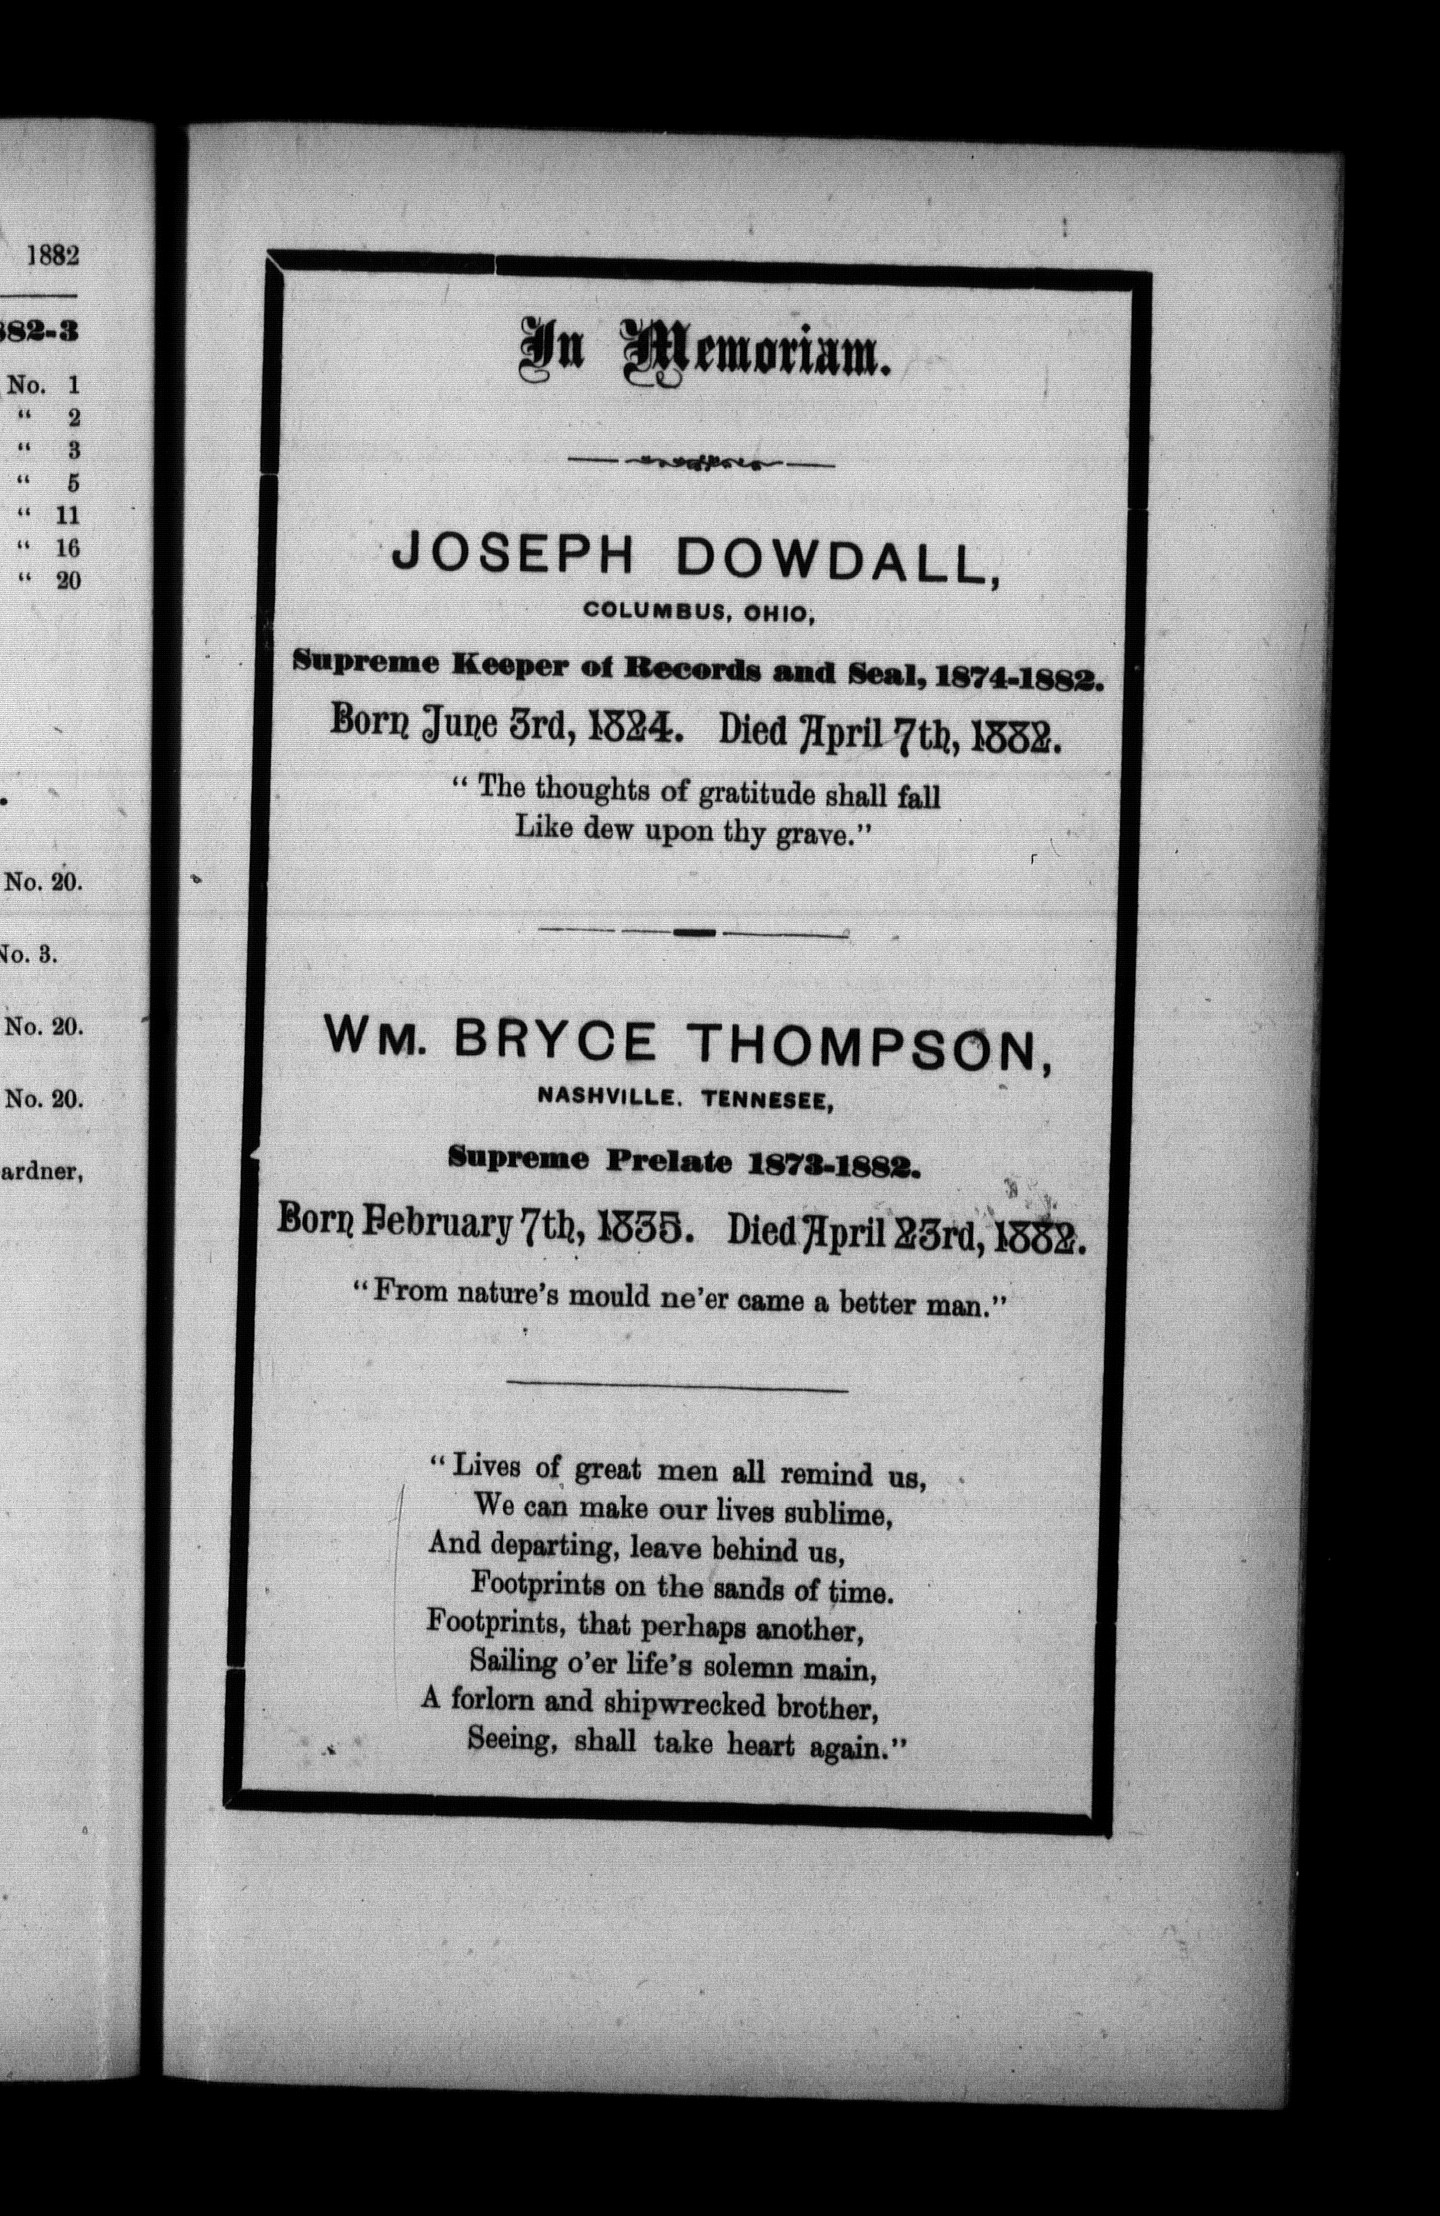 1882
82-3
No. 1
“ 2
“ 3
“ 5
“ 11
“ 16
“ 20
No. 20.
No. 3.
No. 20.
No. 20.
ardner,
In Memoriam.
JOSEPH DOWDALL,
COLUMBUS, OHIO,
Supreme Keeper of Records and Seal, 1874-1882.
Born June 3rd, 1824. Died April 7th, 1882.
“ The thoughts of gratitude shall fall
Like dew upon thy grave.”
WM. BRYCE THOMPSON,
NASHVILLE. TENNESEE,
Supreme Prelate 1873-1882.
Born February 7th, 1835. Died April 23rd, 1882.
“ From nature’s mould ne’er came a better man.”
“ Lives of great men all remind us,
We can make our lives sublime,
And departing, leave behind us,
Footprints on the sands of time.
Footprints, that perhaps another,
Sailing o’er life’s solemn main,
A forlorn and shipwrecked brother,
Seeing, shall take heart again.”